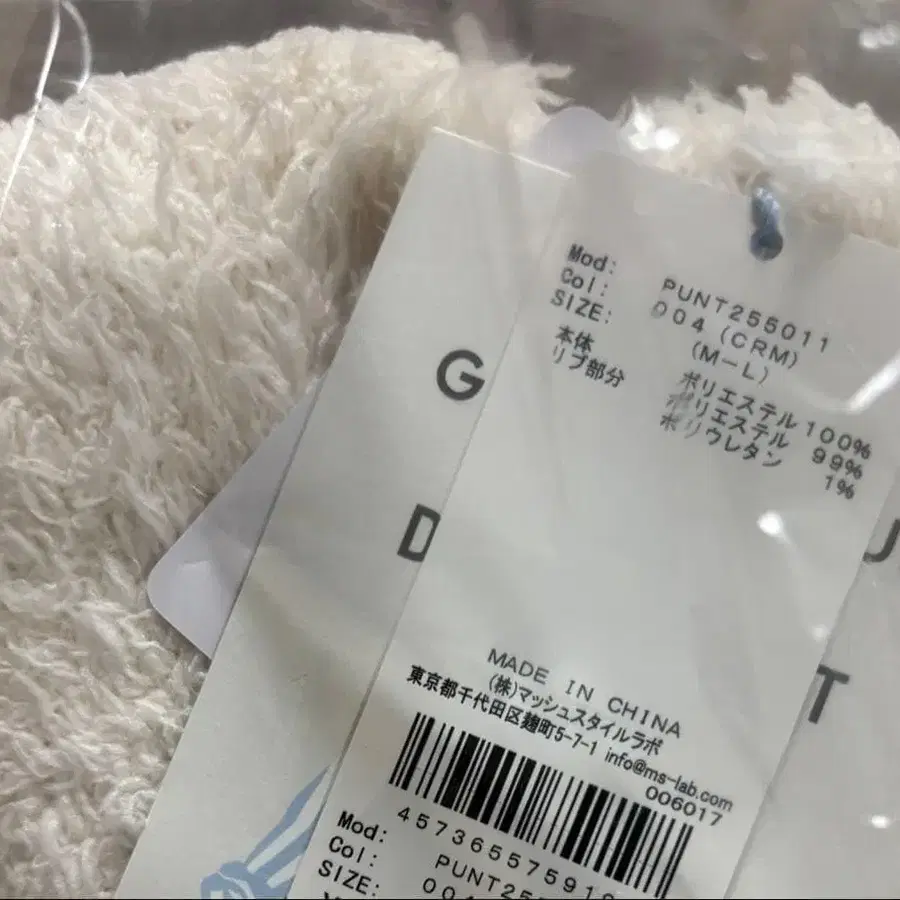 Mod: PUNT255011
Col: 004 (CRM)
SIZE: (M-L)
本体 ポリエステル 100%
リブ部分 ポリエステル 99%
ポリウレタン 1%
G
D
U
T
MADE IN CHINA
(株)マッシュスタイルラボ
東京都千代田区麹町5-7-1 info@ms-lab.com
006017
Mod:
Col:
SIZE: